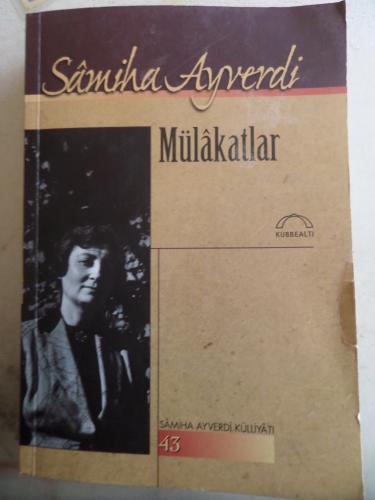 Sâmiha Ayverdi
Mülâkatlar
KUBBEALTI
SÂMİHA AYVERDİ KÜLLİYÂTI
43